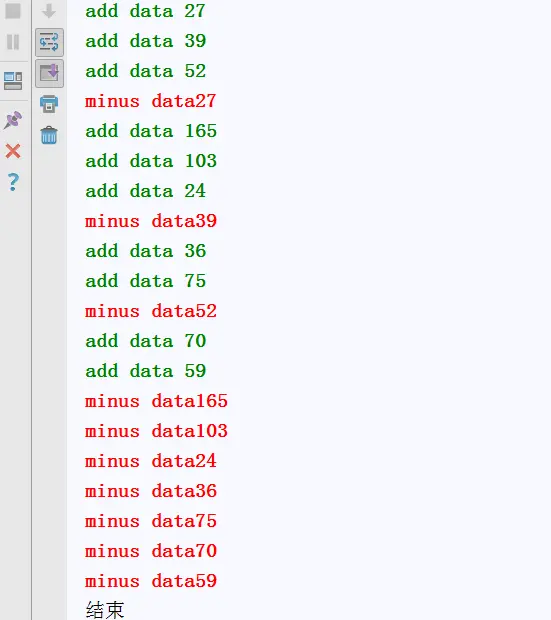 add data 27
add data 39
add data 52
minus data27
add data 165
add data 103
add data 24
minus data39
add data 36
add data 75
minus data52
add data 70
add data 59
minus data165
minus data103
minus data24
minus data36
minus data75
minus data70
minus data59
结束